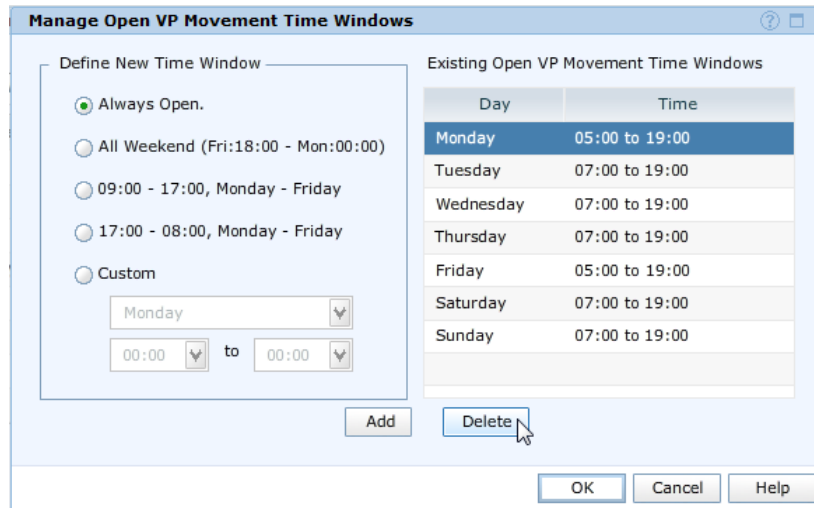 Manage Open VP Movement Time Windows
Define New Time Window
Always Open.
All Weekend (Fri:18:00 - Mon:00:00)
09:00 - 17:00, Monday - Friday
17:00 - 08:00, Monday - Friday
Custom
Monday
00:00 to 00:00
Add
Existing Open VP Movement Time Windows
Day Time
Monday 05:00 to 19:00
Tuesday 07:00 to 19:00
Wednesday 07:00 to 19:00
Thursday 07:00 to 19:00
Friday 05:00 to 19:00
Saturday 07:00 to 19:00
Sunday 07:00 to 19:00
Delete
OK Cancel Help